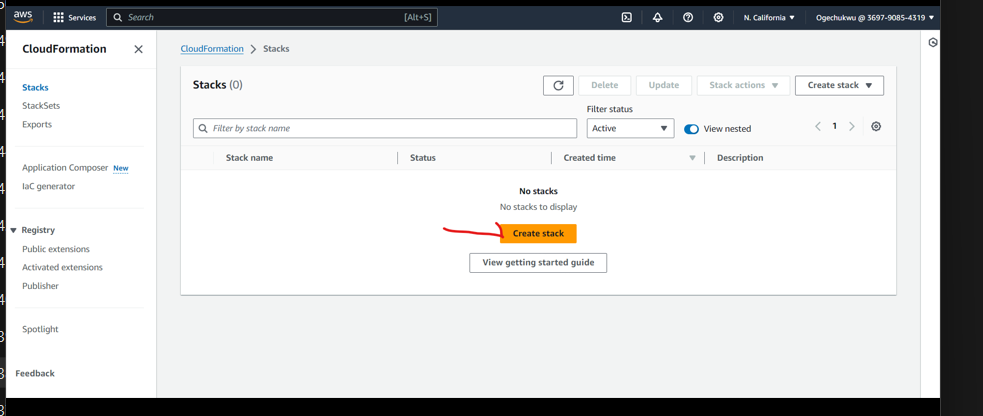 aws
Services
Search
[Alt+S]
N. California
Ogechukwu @ 3697-9085-4319
CloudFormation
Stacks
StackSets
Exports
Application Composer New
IaC generator
Registry
Public extensions
Activated extensions
Publisher
Spotlight
Feedback
CloudFormation > Stacks
Stacks (0)
Delete
Update
Stack actions
Create stack
Filter by stack name
Filter status
Active
View nested
1
Stack name
Status
Created time
Description
No stacks
No stacks to display
Create stack
View getting started guide